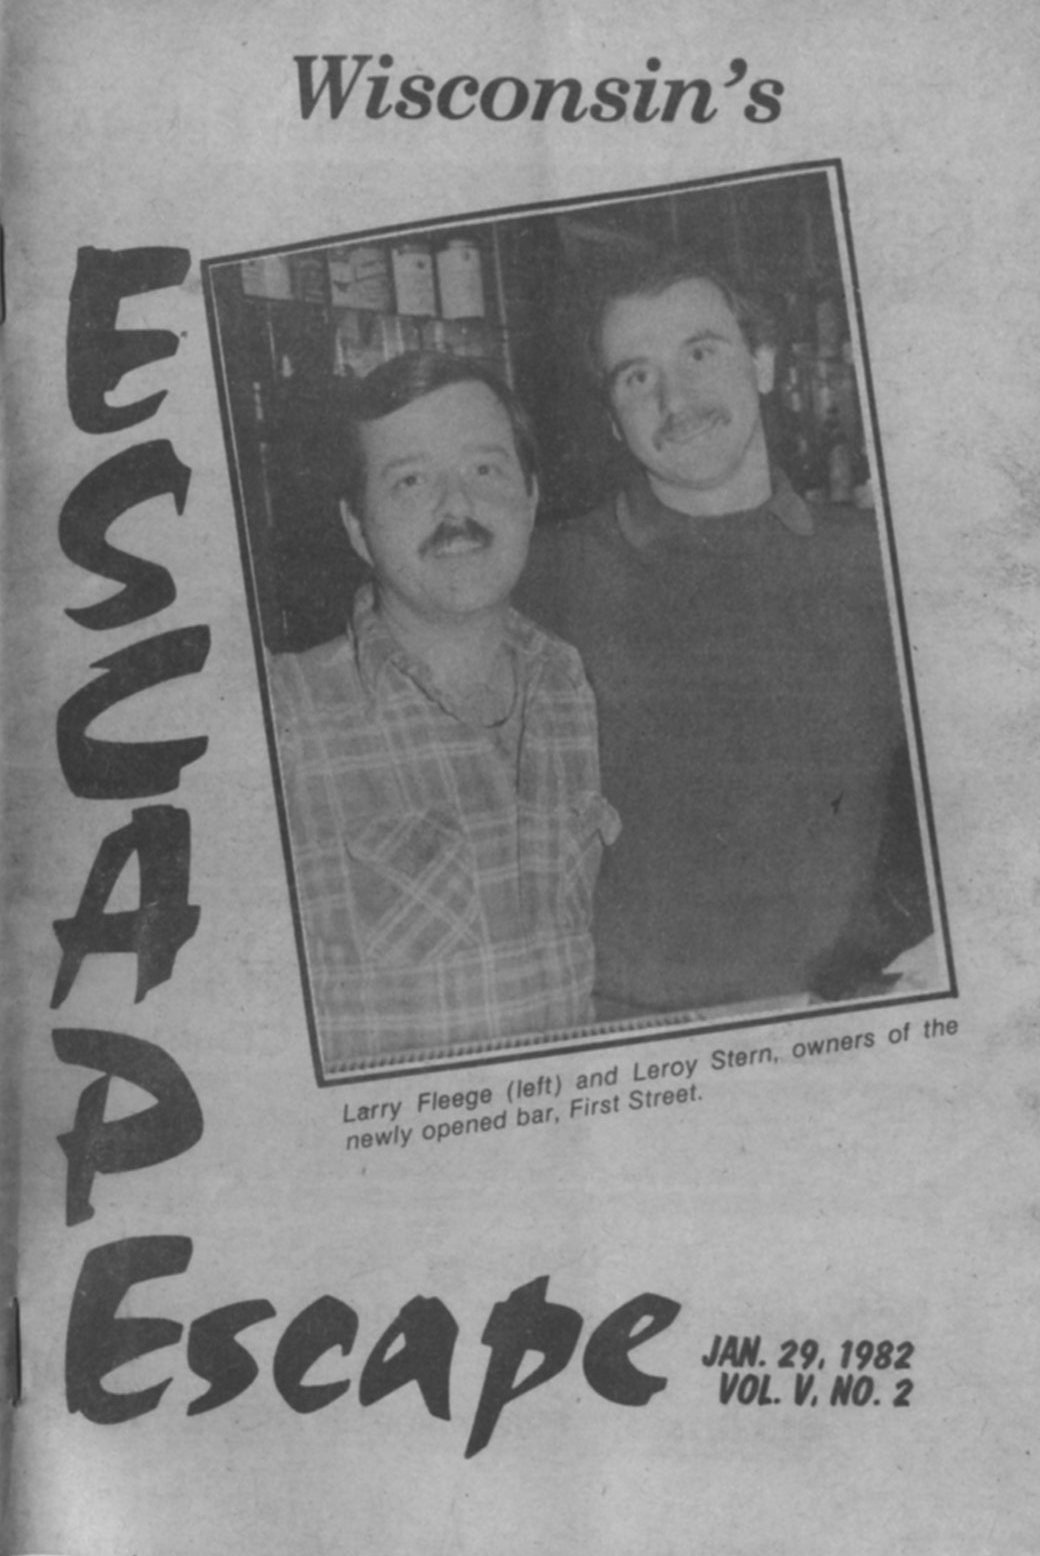 Wisconsin's
ESCAPE
Larry Fleege (left) and Leroy Stern, owners of the
newly opened bar, First Street.
Escape
JAN. 29, 1982
VOL. V, NO. 2